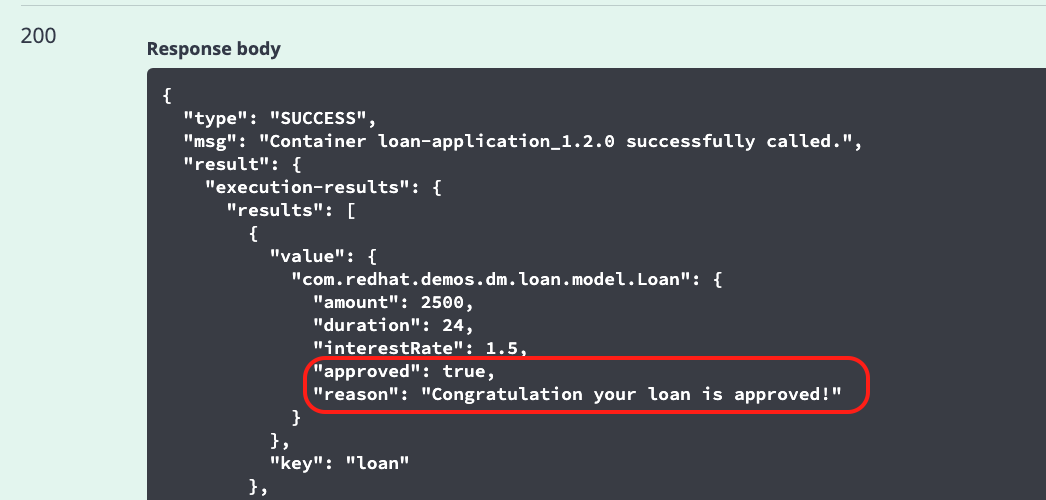 200
Response body
{
"type": "SUCCESS",
"msg": "Container loan-application_1.2.0 successfully called.",
"result": {
"execution-results": {
"results": [
{
"value": {
"com.redhat.demos.dm.loan.model.Loan": {
"amount": 2500,
"duration": 24,
"interestRate": 1.5,
"approved": true,
"reason": "Congratulation your loan is approved!"
}
},
"key": "loan"
},